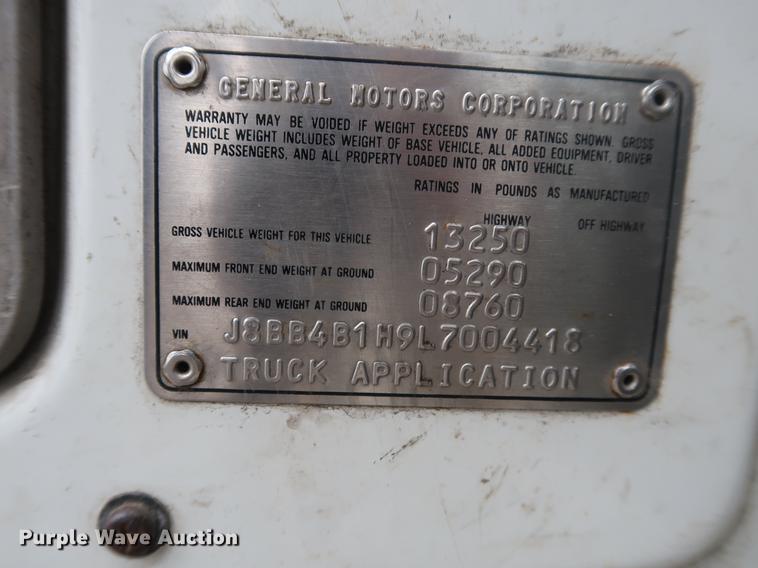 GENERAL MOTORS CORPORATION
WARRANTY MAY BE VOIDED IF WEIGHT EXCEEDS ANY OF RATINGS SHOWN. GROSS
VEHICLE WEIGHT INCLUDES WEIGHT OF BASE VEHICLE, ALL ADDED EQUIPMENT, DRIVER
AND PASSENGERS, AND ALL PROPERTY LOADED INTO OR ONTO VEHICLE.
RATINGS IN POUNDS AS MANUFACTURED
HIGHWAY OFF HIGHWAY
GROSS VEHICLE WEIGHT FOR THIS VEHICLE 13250
MAXIMUM FRONT END WEIGHT AT GROUND 05290
MAXIMUM REAR END WEIGHT AT GROUND 08760
VIN J8BB4B1H9L7004418
TRUCK APPLICATION
Purple Wave Auction